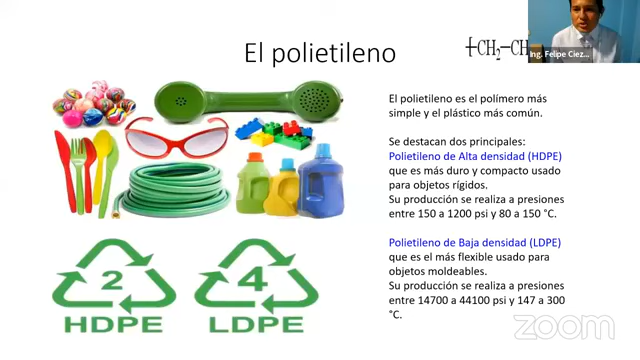 El polietileno
-(-CH₂-CH
Ing. Felipe Ciez...
El polietileno es el polímero más
simple y el plástico más común.
Se destacan dos principales:
Polietileno de Alta densidad (HDPE)
que es más duro y compacto usado
para objetos rígidos.
Su producción se realiza a presiones
entre 150 a 1200 psi y 80 a 150 °C.
Polietileno de Baja densidad (LDPE)
que es el más flexible usado para
objetos moldeables.
Su producción se realiza a presiones
entre 14700 a 44100 psi y 147 a 300
°C.
2
HDPE
4
LDPE
zoom